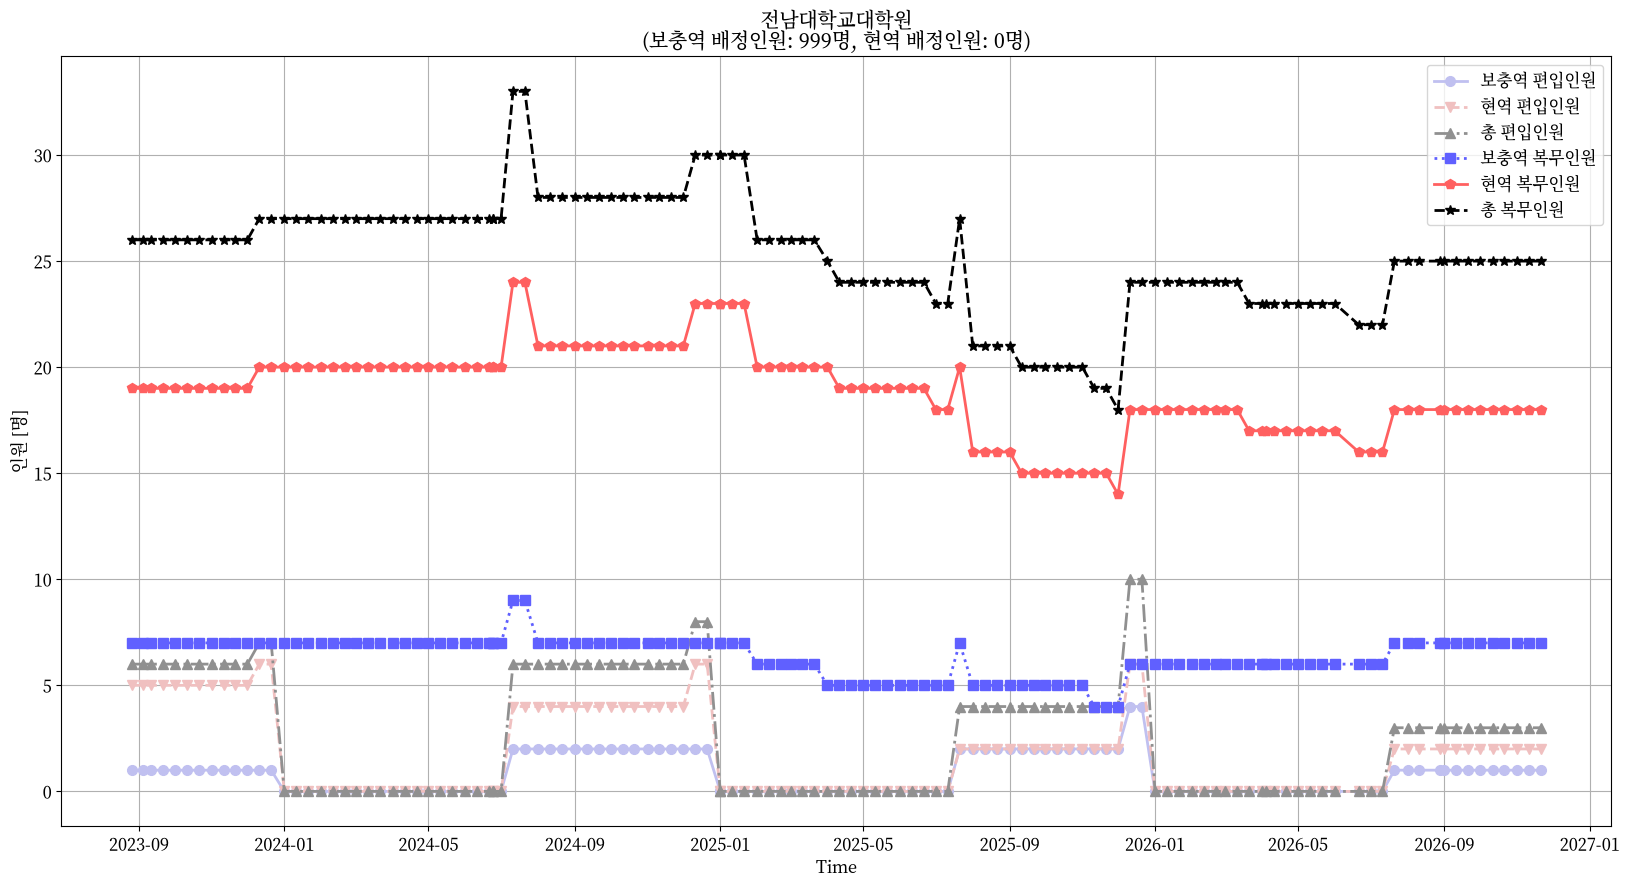 전남대학교대학원
(보충역 배정인원: 999명, 현역 배정인원: 0명)
보충역 편입인원
현역 편입인원
총 편입인원
보충역 복무인원
현역 복무인원
총 복무인원
인원 [명]
30
25
20
15
10
5
0
2023-09
2024-01
2024-05
2024-09
2025-01
2025-05
2025-09
2026-01
2026-05
2026-09
2027-01
Time